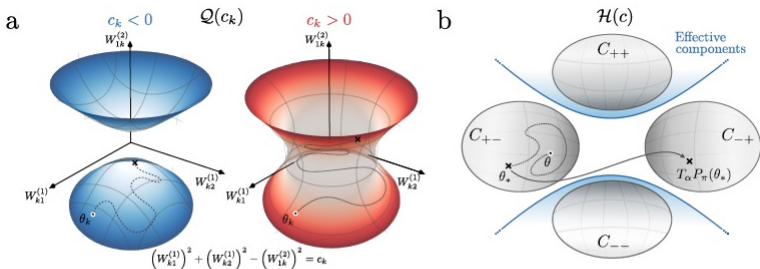 a
c_k < 0
Q(c_k)
c_k > 0
W_{1k}^{(2)}
W_{1k}^{(2)}
W_{k1}^{(1)}
W_{k2}^{(1)}
W_{k1}^{(1)}
W_{k2}^{(1)}
θ_k
θ_k
(W_{k1}^{(1)})^2 + (W_{k2}^{(1)})^2 − (W_{1k}^{(2)})^2 = c_k
b
H(c)
Effective
components
C_{++}
C_{+−}
C_{−+}
θ
θ_*
T_α P_π(θ_*)
C_{−−}